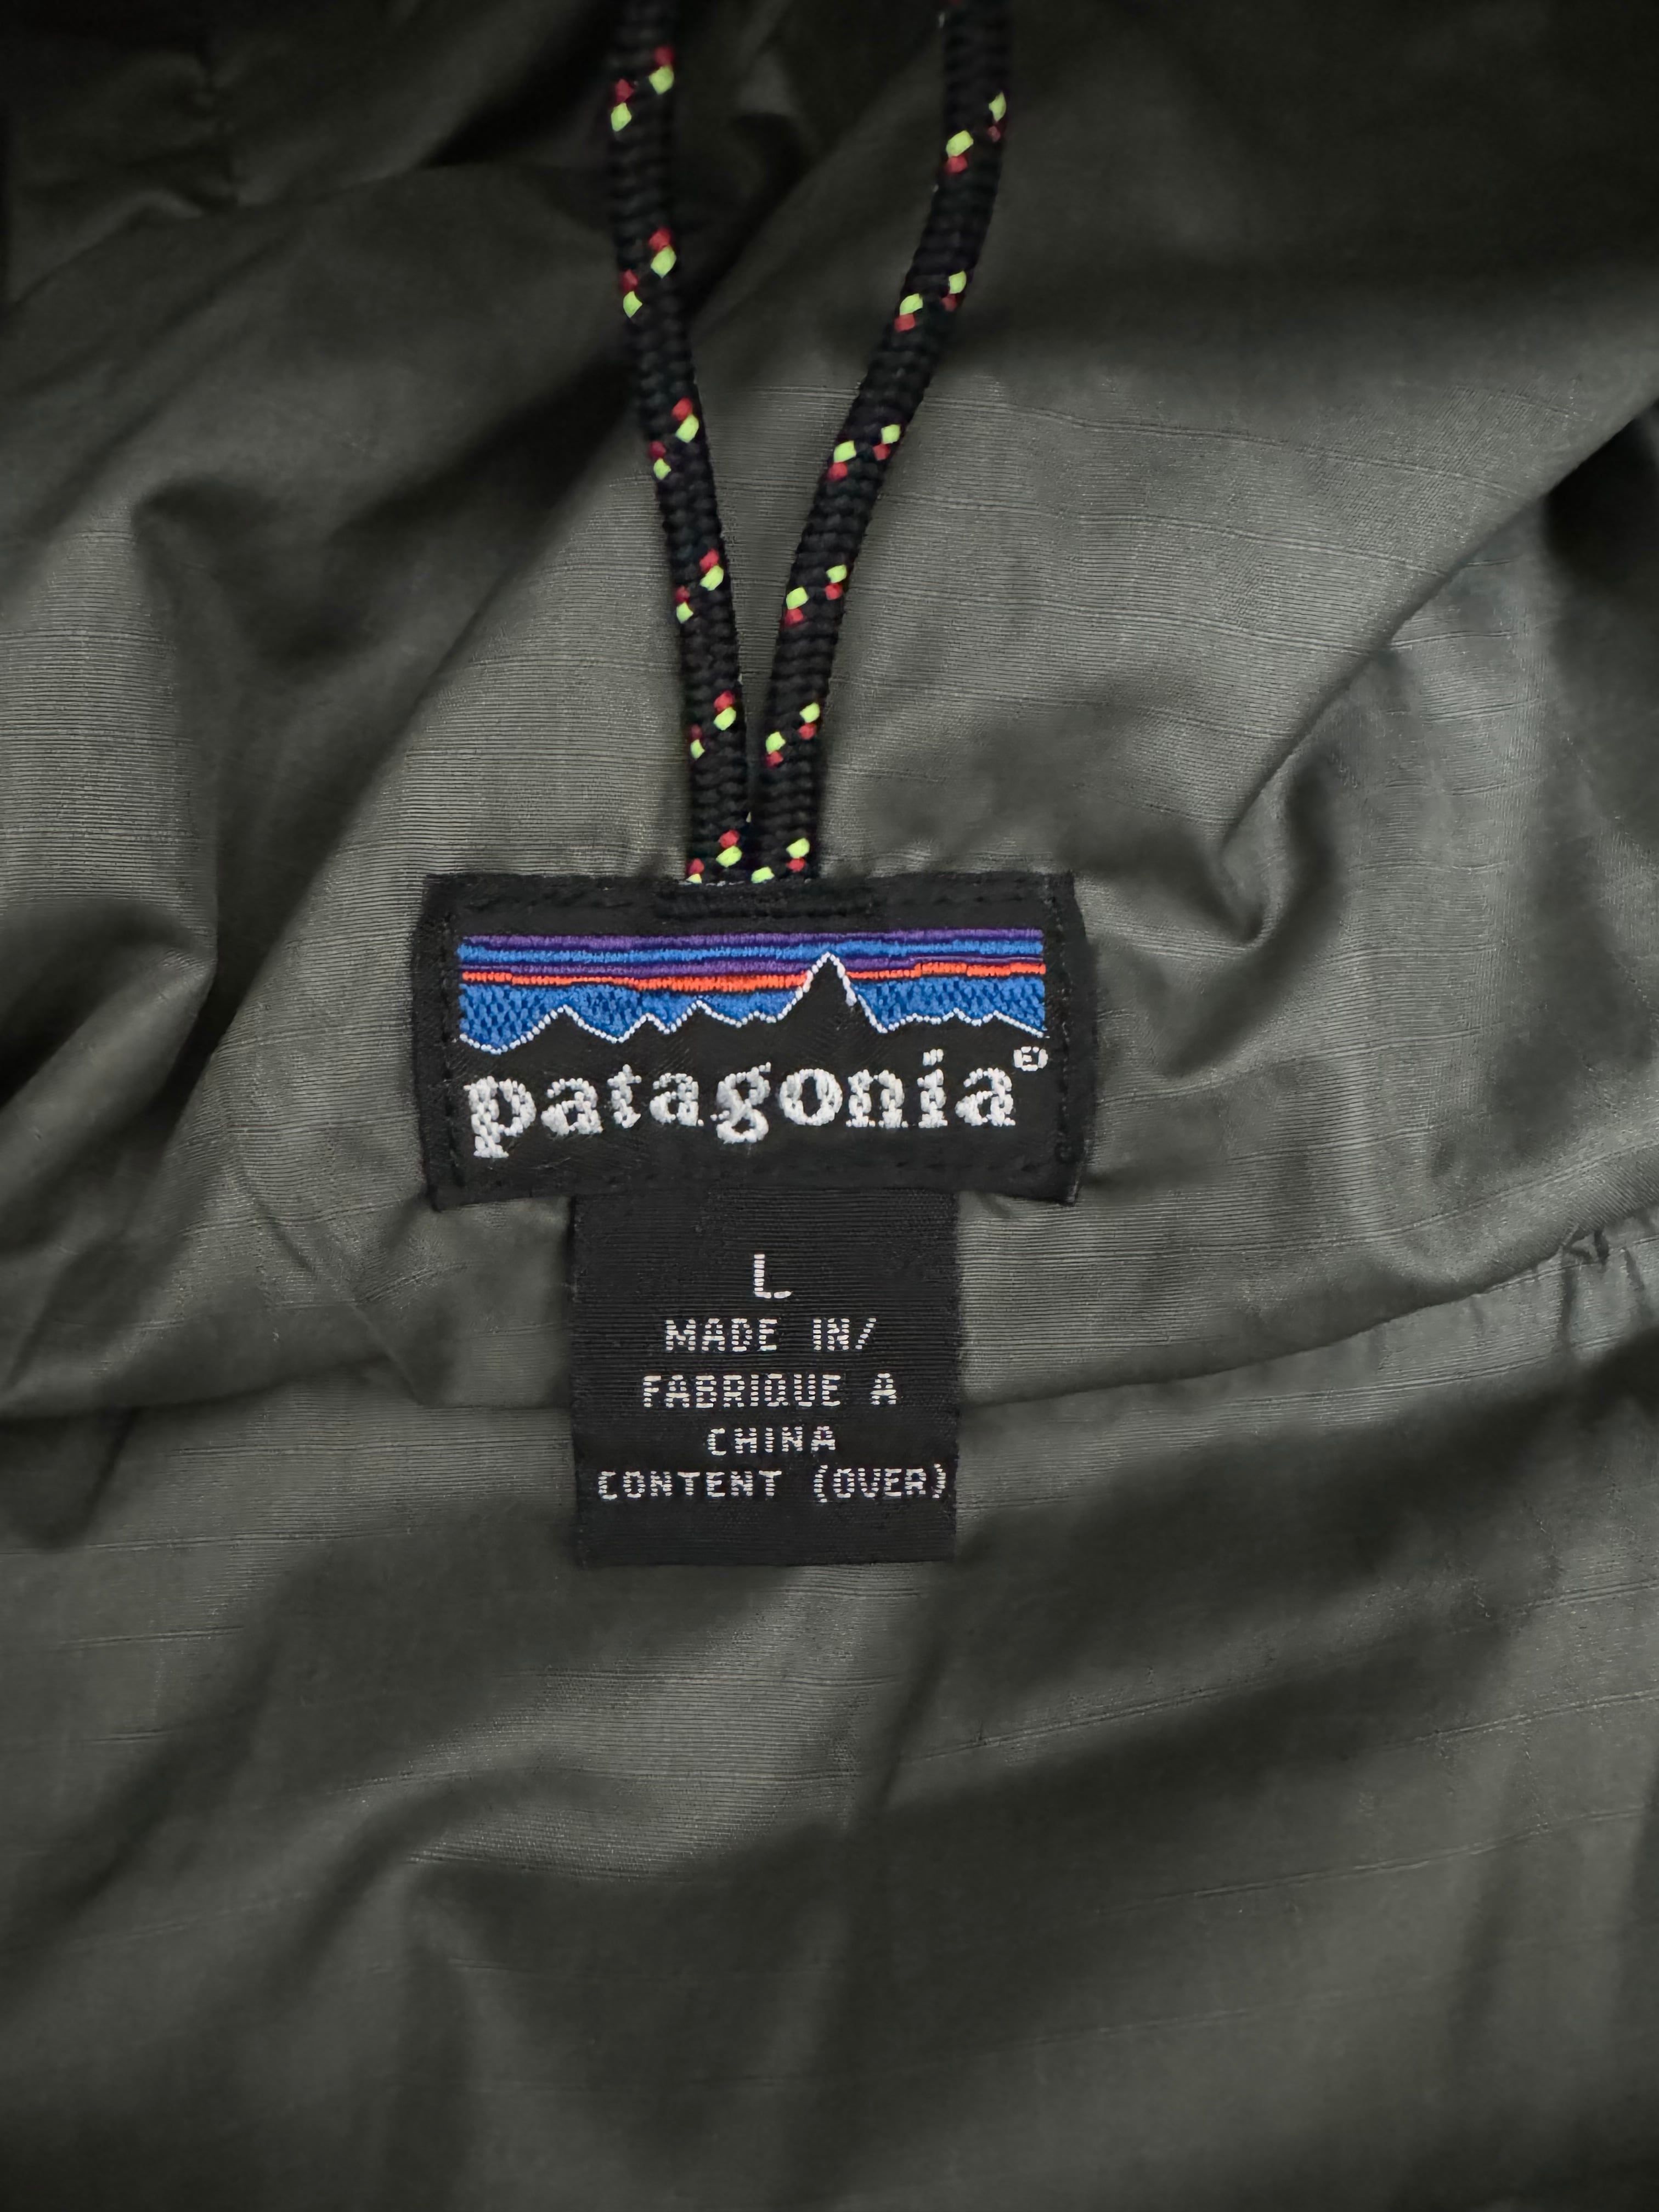 patagonia®
L
MADE IN/
FABRIQUE A
CHINA
CONTENT (OVER)